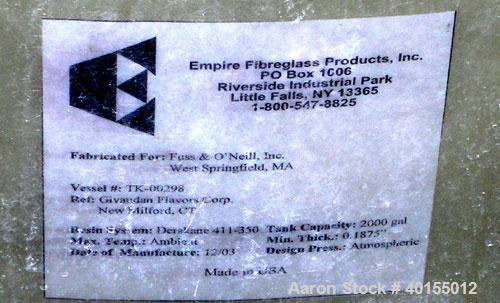 Empire Fibreglass Products, Inc.
PO Box 1006
Riverside Industrial Park
Little Falls, NY 13365
1-800-547-8825
Fabricated For: Fuss & O'Neill, Inc.
West Springfield, MA
Vessel #: TK-00298
Ref: Givaudan Flavors Corp.
New Milford, CT
Resin System: Derakane 411-350 Tank Capacity: 2000 gal
Max. Temp.: Ambient Min. Thick.: 0.1875"
Date of Manufacture: 12/03 Design Press.: Atmospheric
Made in USA
Aaron Stock # 40155012